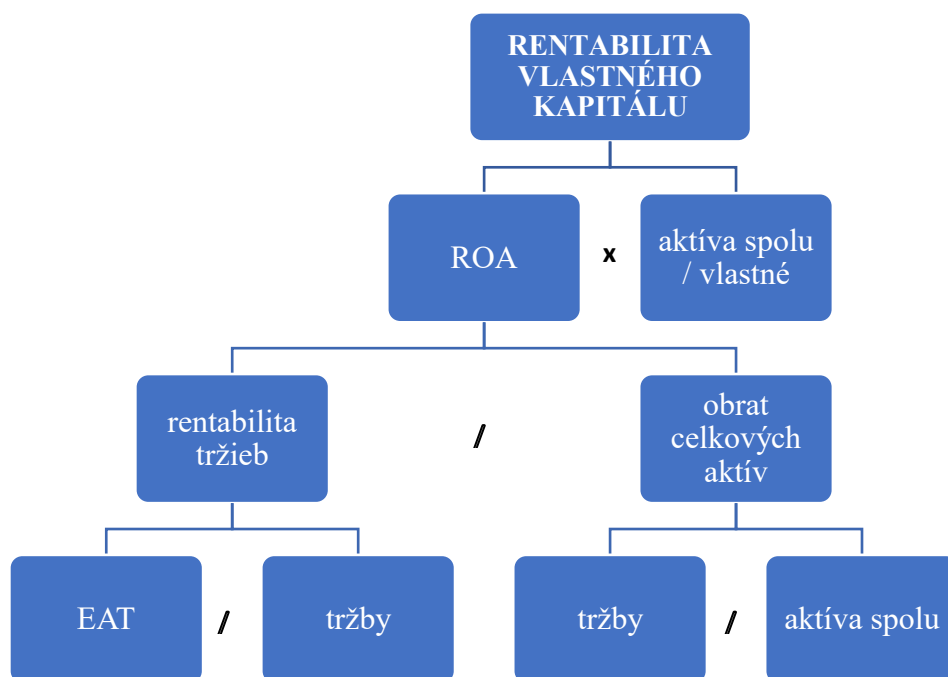 RENTABILITA
VLASTNÉHO
KAPITÁLU
ROA
x
aktíva spolu
/ vlastné
rentabilita
tržieb
/
obrat
celkových
aktív
EAT
/
tržby
tržby
/
aktíva spolu